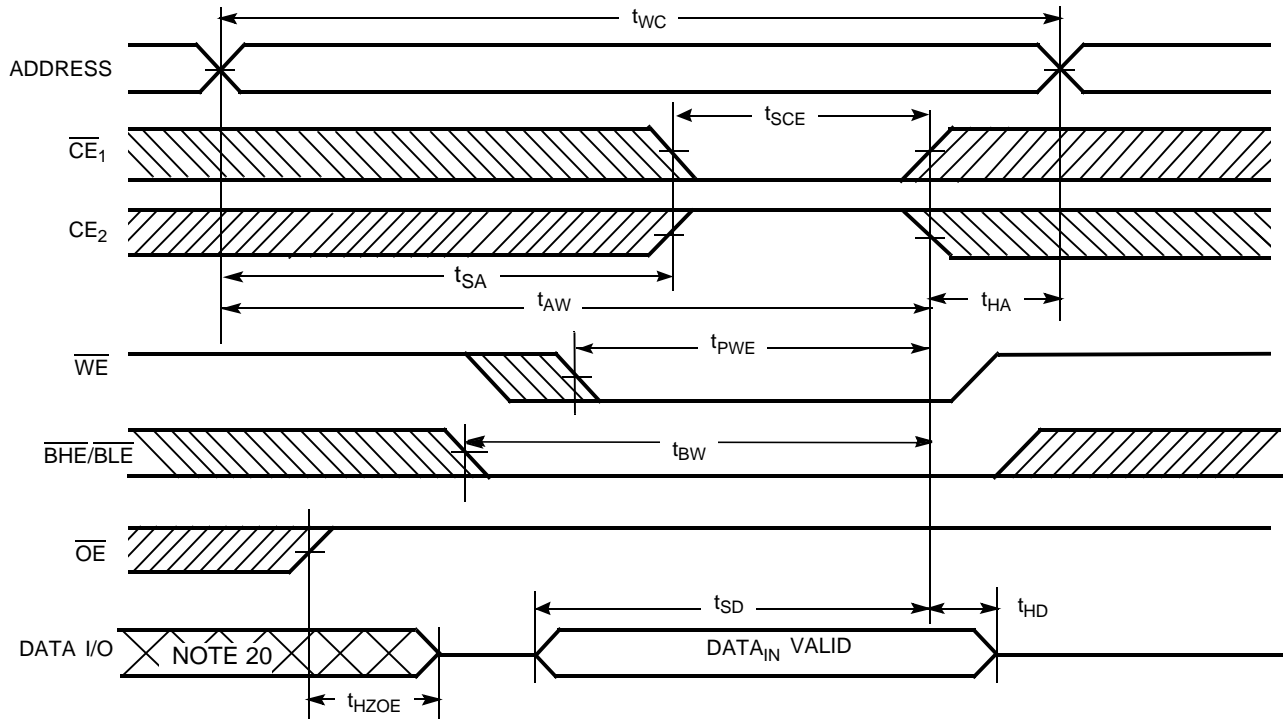 tWC
ADDRESS
tSCE
CE1
CE2
tSA
tAW
tHA
tPWE
WE
BHE/BLE
tBW
OE
tSD
tHD
DATA I/O
NOTE 20
DATAIN VALID
tHZOE